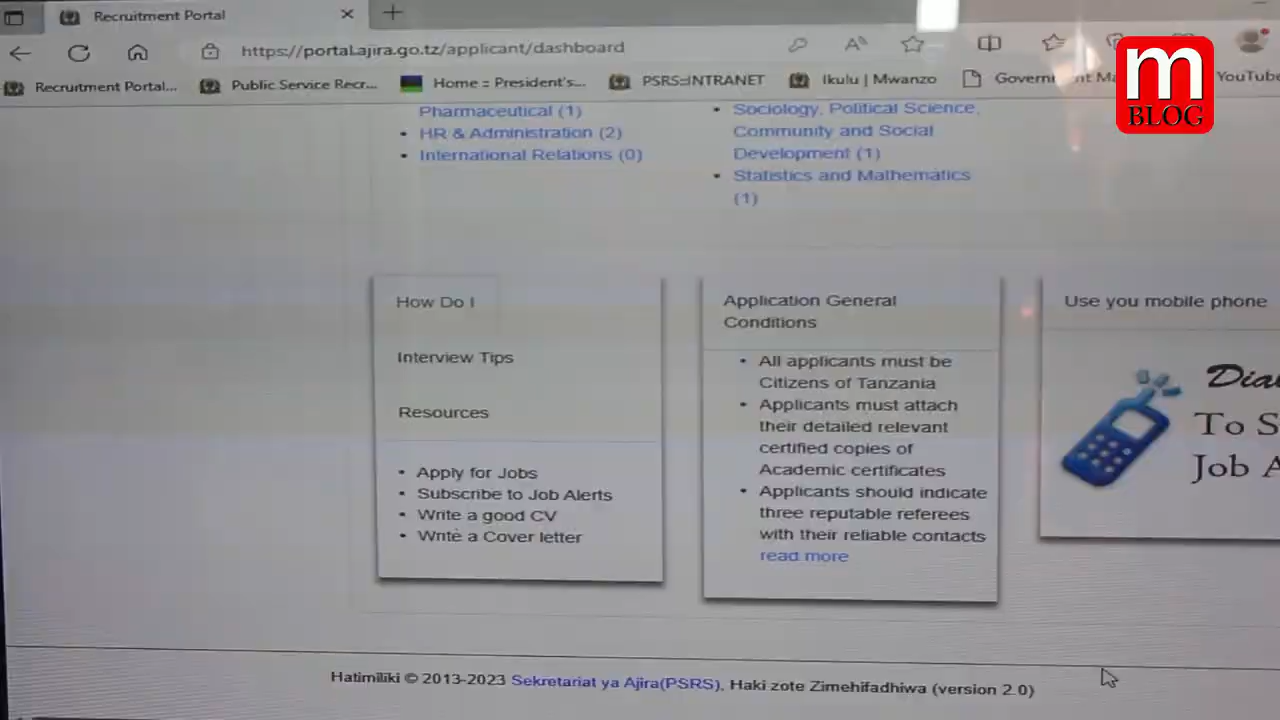 Recruitment Portal
https://portal.ajira.go.tz/applicant/dashboard
Recruitment Portal...
Public Service Recr...
Home :: President's...
PSRS::INTRANET
Ikulu | Mwanzo
YouTube
m
BLOG
Pharmaceutical (1)
• HR & Administration (2)
• International Relations (0)
• Sociology, Political Science,
Community and Social
Development (1)
• Statistics and Mathematics
(1)
How Do I
Interview Tips
Resources
• Apply for Jobs
• Subscribe to Job Alerts
• Write a good CV
• Write a Cover letter
Application General
Conditions
• All applicants must be
Citizens of Tanzania
• Applicants must attach
their detailed relevant
certified copies of
Academic certificates
• Applicants should indicate
three reputable referees
with their reliable contacts
read more
Use you mobile phone
To S
Job A
Hatimiliki © 2013-2023 Sekretariat ya Ajira(PSRS), Haki zote Zimehifadhiwa (version 2.0)